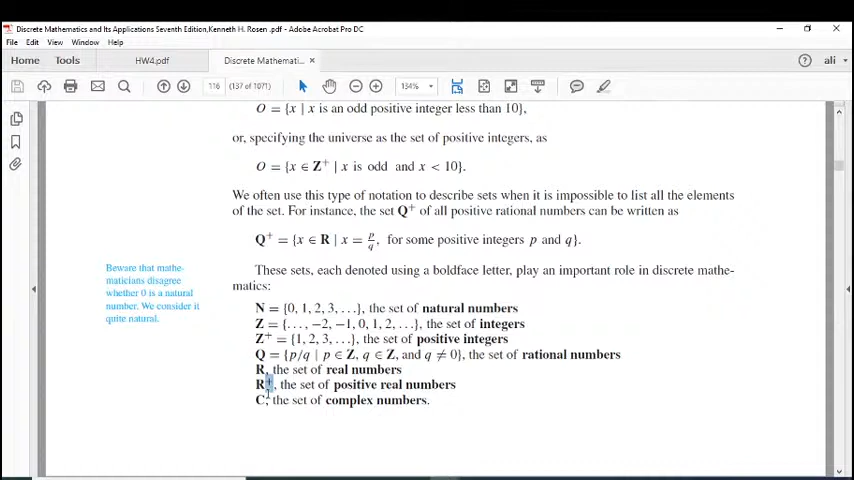 Discrete Mathematics and Its Applications Seventh Edition,Kenneth H. Rosen .pdf - Adobe Acrobat Pro DC
File Edit View Window Help
Home Tools HW4.pdf Discrete Mathemati... × ali
116 (137 of 1071) 134%
O = {x | x is an odd positive integer less than 10},
or, specifying the universe as the set of positive integers, as
O = {x ∈ Z⁺ | x is odd and x < 10}.
We often use this type of notation to describe sets when it is impossible to list all the elements
of the set. For instance, the set Q⁺ of all positive rational numbers can be written as
Q⁺ = {x ∈ R | x = p/q, for some positive integers p and q}.
Beware that mathe-
maticians disagree
whether 0 is a natural
number. We consider it
quite natural.
These sets, each denoted using a boldface letter, play an important role in discrete mathe-
matics:
N = {0, 1, 2, 3, . . .}, the set of natural numbers
Z = {. . . , −2, −1, 0, 1, 2, . . .}, the set of integers
Z⁺ = {1, 2, 3, . . .}, the set of positive integers
Q = {p/q | p ∈ Z, q ∈ Z, and q ≠ 0}, the set of rational numbers
R, the set of real numbers
R⁺, the set of positive real numbers
C, the set of complex numbers.